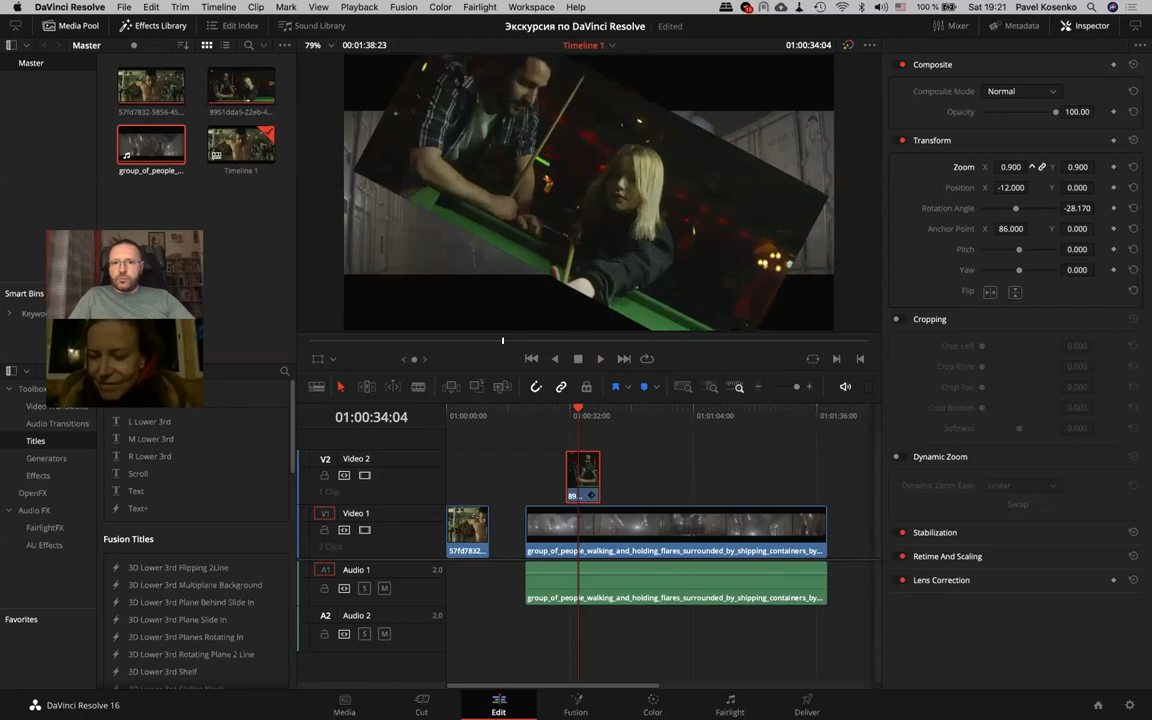 DaVinci Resolve File Edit Trim Timeline Clip Mark View Playback Fusion Color Fairlight Workspace Help
100 % Sat 19:21 Pavel Kosenko
Media Pool Effects Library Edit Index Sound Library
Экскурсия по DaVinci Resolve Edited
Mixer Metadata Inspector
Master
79% 00:01:38:23 Timeline 1 01:00:34:04
Master
57fd7832-5856-45...
8951dda5-22eb-4...
group_of_people_...
Timeline 1
Smart Bins
Keywo
Composite
Composite Mode Normal
Opacity 100.00
Transform
Zoom X 0.900 Y 0.900
Position X -12.000 Y 0.000
Rotation Angle -28.170
Anchor Point X 86.000 Y 0.000
Pitch 0.000
Yaw 0.000
Flip
Cropping
Crop Left 0.000
Crop Right 0.000
Crop Top 0.000
Crop Bottom 0.000
Softness 0.000
Dynamic Zoom
Dynamic Zoom Ease Linear
Swap
Stabilization
Retime And Scaling
Lens Correction
Toolbox
Video Transitions
Audio Transitions
Titles
Generators
Effects
OpenFX
Audio FX
FairlightFX
AU Effects
Favorites
L Lower 3rd
M Lower 3rd
R Lower 3rd
Scroll
Text
Text+
Fusion Titles
3D Lower 3rd Flipping 2Line
3D Lower 3rd Multiplane Background
3D Lower 3rd Plane Behind Slide In
3D Lower 3rd Plane Slide In
3D Lower 3rd Planes Rotating In
3D Lower 3rd Rotating Plane 2 Line
3D Lower 3rd Shelf
01:00:34:04
01:00:00:00 01:00:32:00 01:01:04:00 01:01:36:00
V2 Video 2
1 Clip
89...
V1 Video 1
2 Clips
57fd7832...
group_of_people_walking_and_holding_flares_surrounded_by_shipping_containers_by...
A1 Audio 1 2.0
S M
group_of_people_walking_and_holding_flares_surrounded_by_shipping_containers_by...
A2 Audio 2 2.0
S M
DaVinci Resolve 16
Media Cut Edit Fusion Color Fairlight Deliver